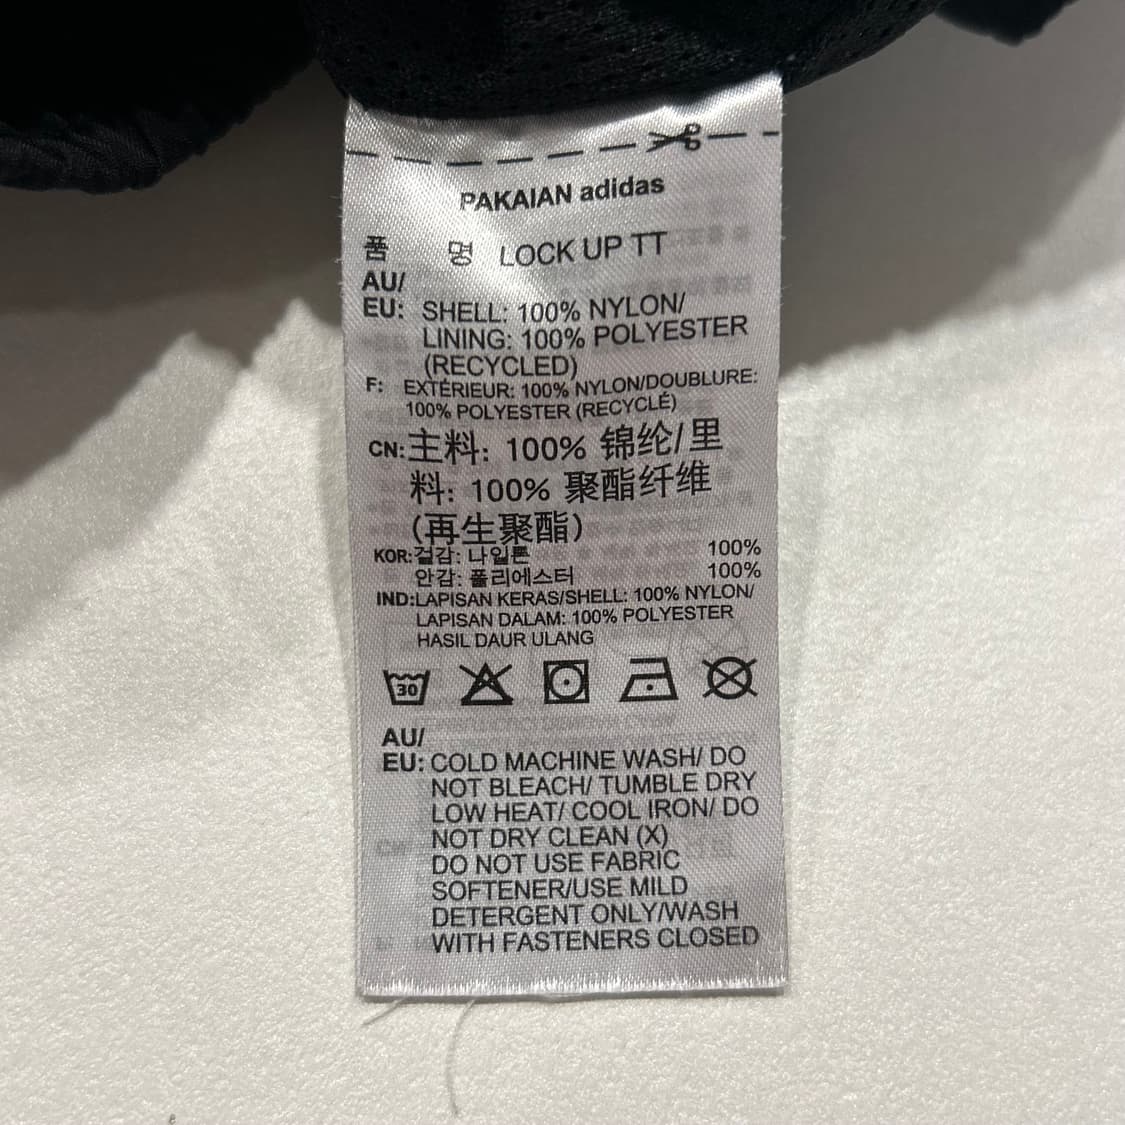 PAKAIAN adidas
품 명 LOCK UP TT
AU/
EU: SHELL: 100% NYLON/
LINING: 100% POLYESTER
(RECYCLED)
F: EXTÉRIEUR: 100% NYLON/DOUBLURE:
100% POLYESTER (RECYCLÉ)
CN: 主料: 100% 锦纶/里
料: 100% 聚酯纤维
(再生聚酯)
KOR: 겉감: 나일론 100%
안감: 폴리에스터 100%
IND: LAPISAN KERAS/SHELL: 100% NYLON/
LAPISAN DALAM: 100% POLYESTER
HASIL DAUR ULANG
30
AU/
EU: COLD MACHINE WASH/ DO
NOT BLEACH/ TUMBLE DRY
LOW HEAT/ COOL IRON/ DO
NOT DRY CLEAN (X)
DO NOT USE FABRIC
SOFTENER/USE MILD
DETERGENT ONLY/WASH
WITH FASTENERS CLOSED